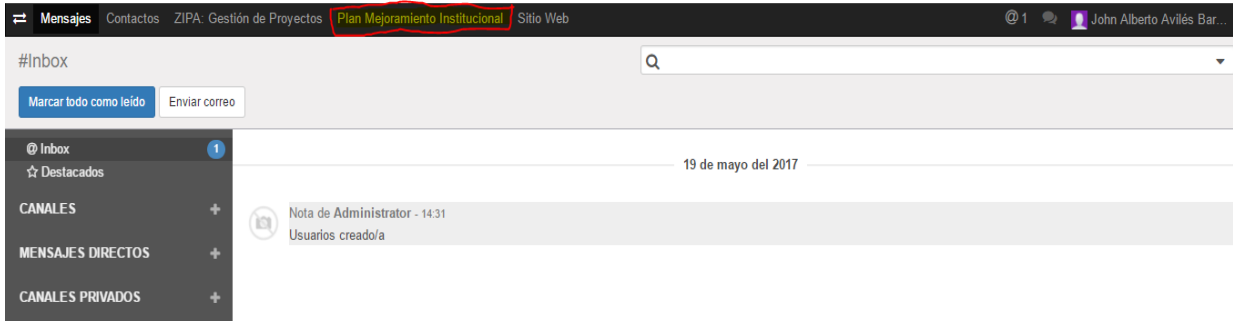 Mensajes Contactos ZIPA: Gestión de Proyectos Plan Mejoramiento Institucional Sitio Web @ 1 John Alberto Avilés Bar...
#Inbox
Marcar todo como leído Enviar correo
@ Inbox 1
Destacados
19 de mayo del 2017
CANALES +
Nota de Administrator - 14:31
Usuarios creado/a
MENSAJES DIRECTOS +
CANALES PRIVADOS +